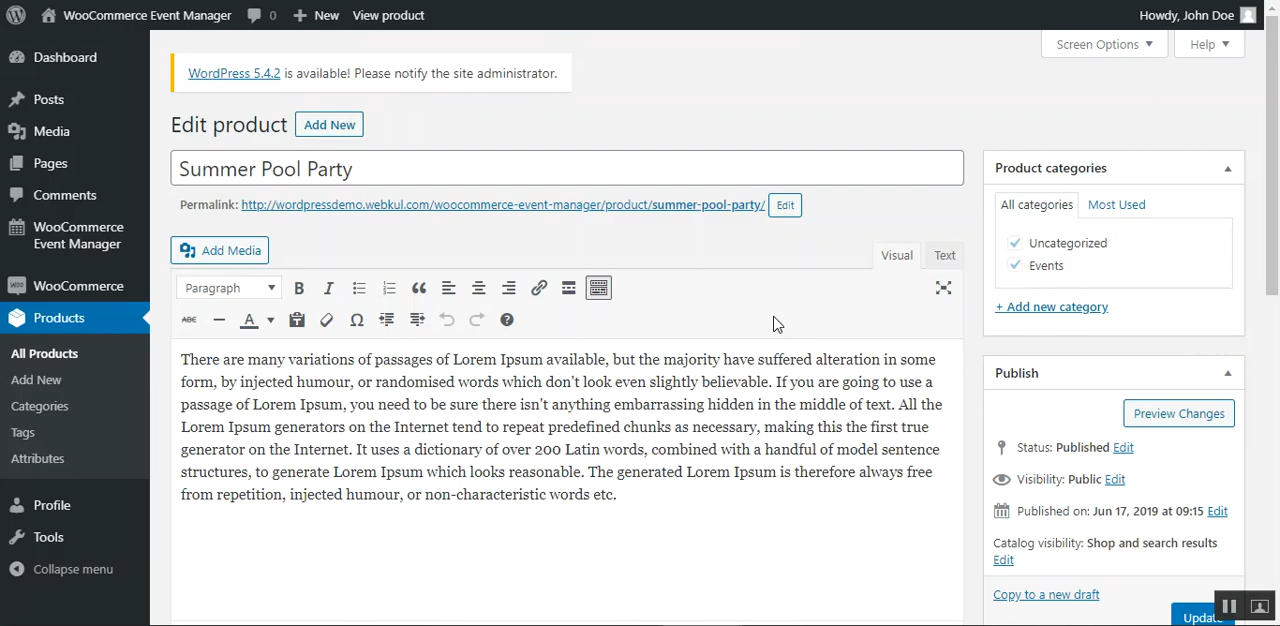 WooCommerce Event Manager 0 New View product Howdy, John Doe
Dashboard
Posts
Media
Pages
Comments
WooCommerce
Event Manager
WooCommerce
Products
All Products
Add New
Categories
Tags
Attributes
Profile
Tools
Collapse menu
Screen Options Help
WordPress 5.4.2 is available! Please notify the site administrator.
Edit product Add New
Summer Pool Party
Permalink: http://wordpressdemo.webkul.com/woocommerce-event-manager/product/summer-pool-party/ Edit
Add Media
Visual Text
Paragraph B I
ABC A Ω
There are many variations of passages of Lorem Ipsum available, but the majority have suffered alteration in some
form, by injected humour, or randomised words which don't look even slightly believable. If you are going to use a
passage of Lorem Ipsum, you need to be sure there isn't anything embarrassing hidden in the middle of text. All the
Lorem Ipsum generators on the Internet tend to repeat predefined chunks as necessary, making this the first true
generator on the Internet. It uses a dictionary of over 200 Latin words, combined with a handful of model sentence
structures, to generate Lorem Ipsum which looks reasonable. The generated Lorem Ipsum is therefore always free
from repetition, injected humour, or non-characteristic words etc.
Product categories
All categories Most Used
Uncategorized
Events
+ Add new category
Publish
Preview Changes
Status: Published Edit
Visibility: Public Edit
Published on: Jun 17, 2019 at 09:15 Edit
Catalog visibility: Shop and search results
Edit
Copy to a new draft
Update